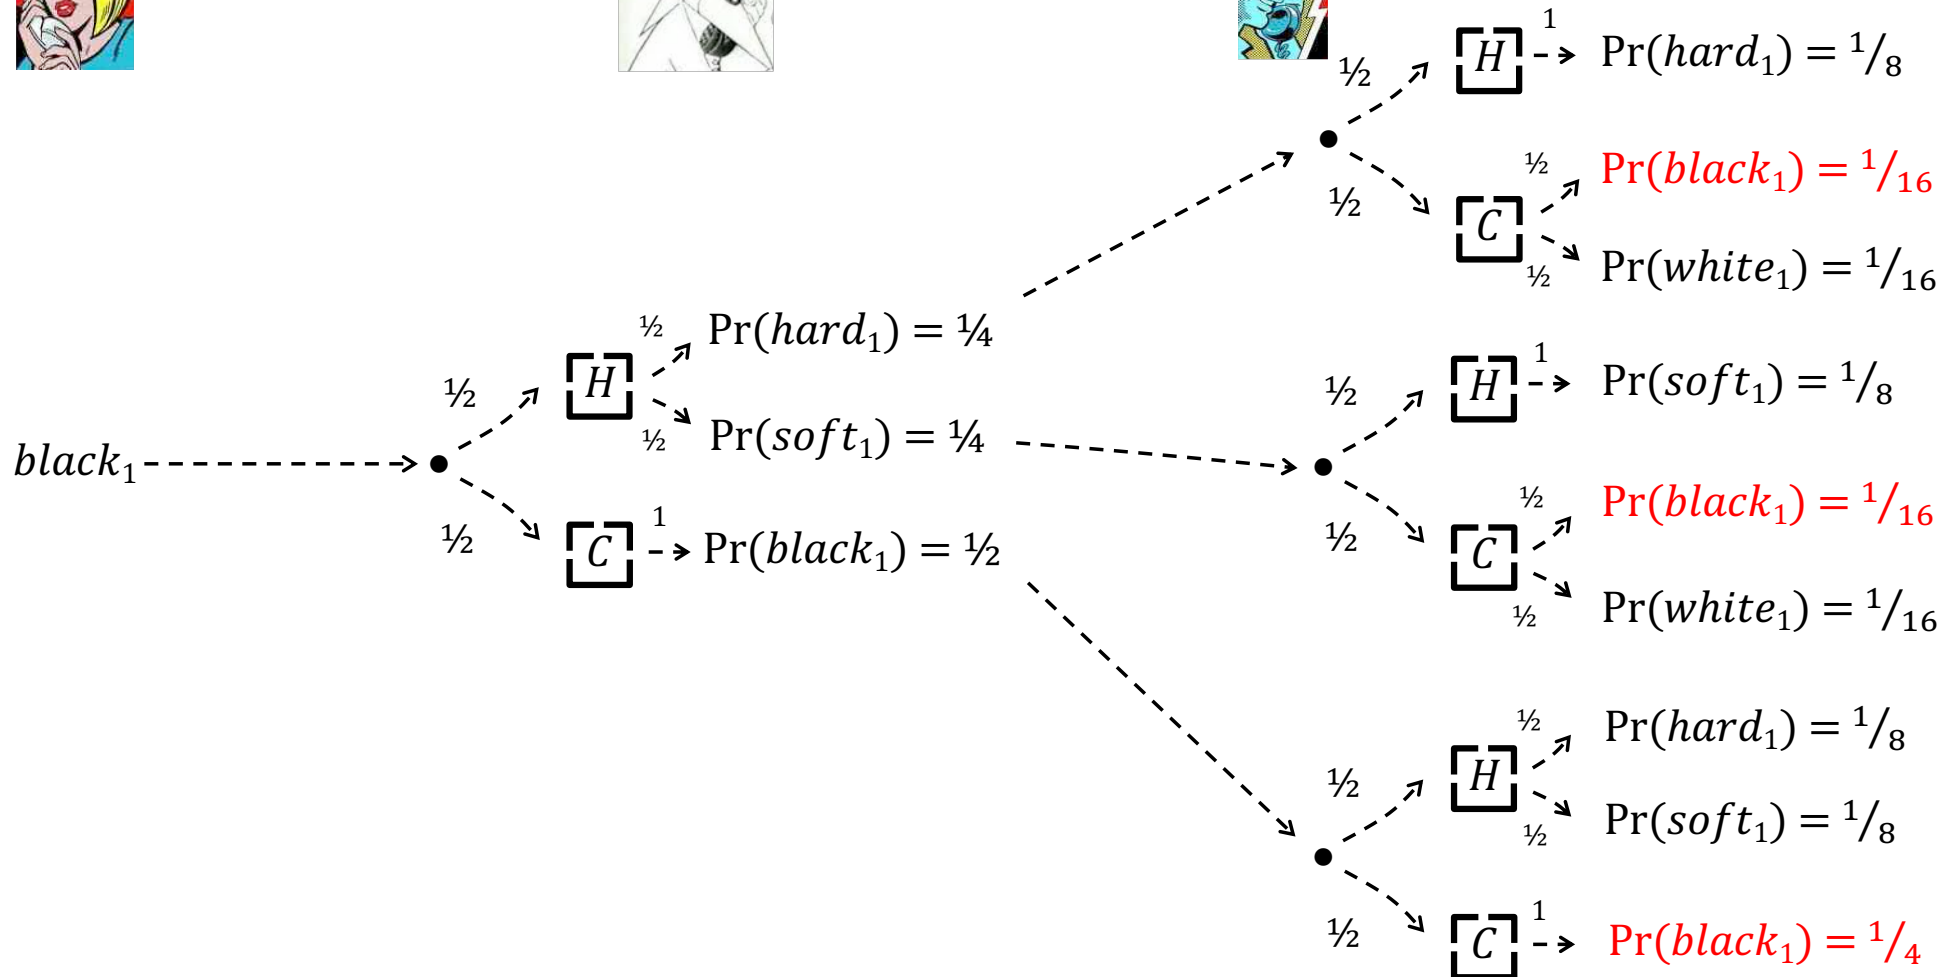 1
½ H Pr(hard₁) = ¹/₈
½ Pr(black₁) = ¹/₁₆
½ C
½ Pr(white₁) = ¹/₁₆
½ Pr(hard₁) = ¼
½ H
½ Pr(soft₁) = ¼
1
½ H Pr(soft₁) = ¹/₈
black₁
½ 1
C Pr(black₁) = ½
½ Pr(black₁) = ¹/₁₆
½ C
½ Pr(white₁) = ¹/₁₆
½ Pr(hard₁) = ¹/₈
½ H
½ Pr(soft₁) = ¹/₈
1
½ C Pr(black₁) = ¹/₄